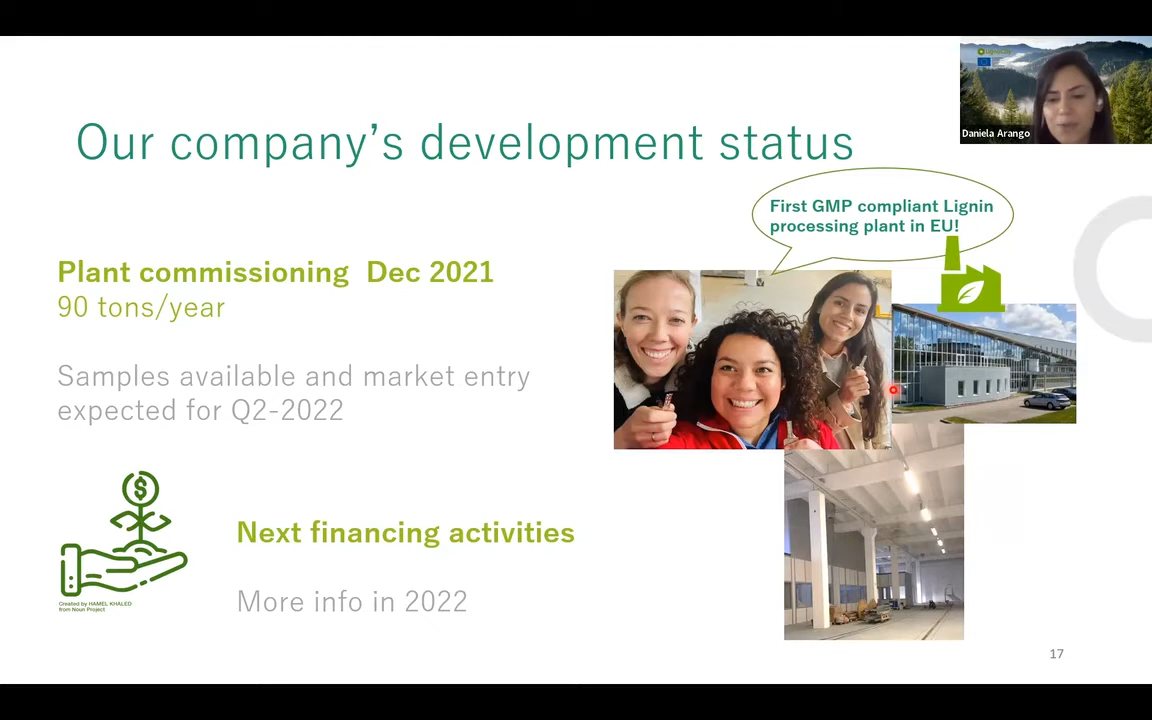 Our company’s development status
Daniela Arango
First GMP compliant Lignin
processing plant in EU!
Plant commissioning  Dec 2021
90 tons/year
Samples available and market entry
expected for Q2-2022
Next financing activities
More info in 2022
Created by HAMEL KHALED
from Noun Project
17